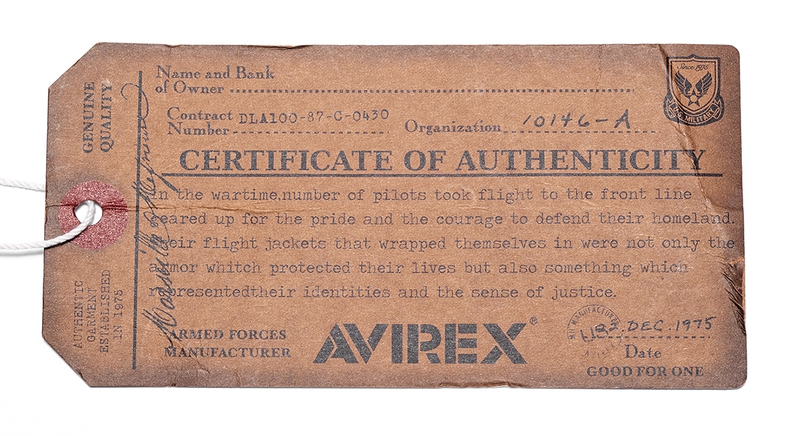 GENUINE
QUALITY
AUTHENTIC
GARMENT
ESTABLISHED
IN 1975
Name and Bank
of Owner
Contract
Number DLA100-87-C-0430
Organization 10146-A
Since 1975
U.S. MILITARY
CERTIFICATE OF AUTHENTICITY
In the wartime,number of pilots took flight to the front line
geared up for the pride and the courage to defend their homeland.
Their flight jackets that wrapped themselves in were not only the
armor whitch protected their lives but also something which
representedtheir identities and the sense of justice.
ARMED FORCES
MANUFACTURER
AVIREX®
DEC.1975
Date
GOOD FOR ONE